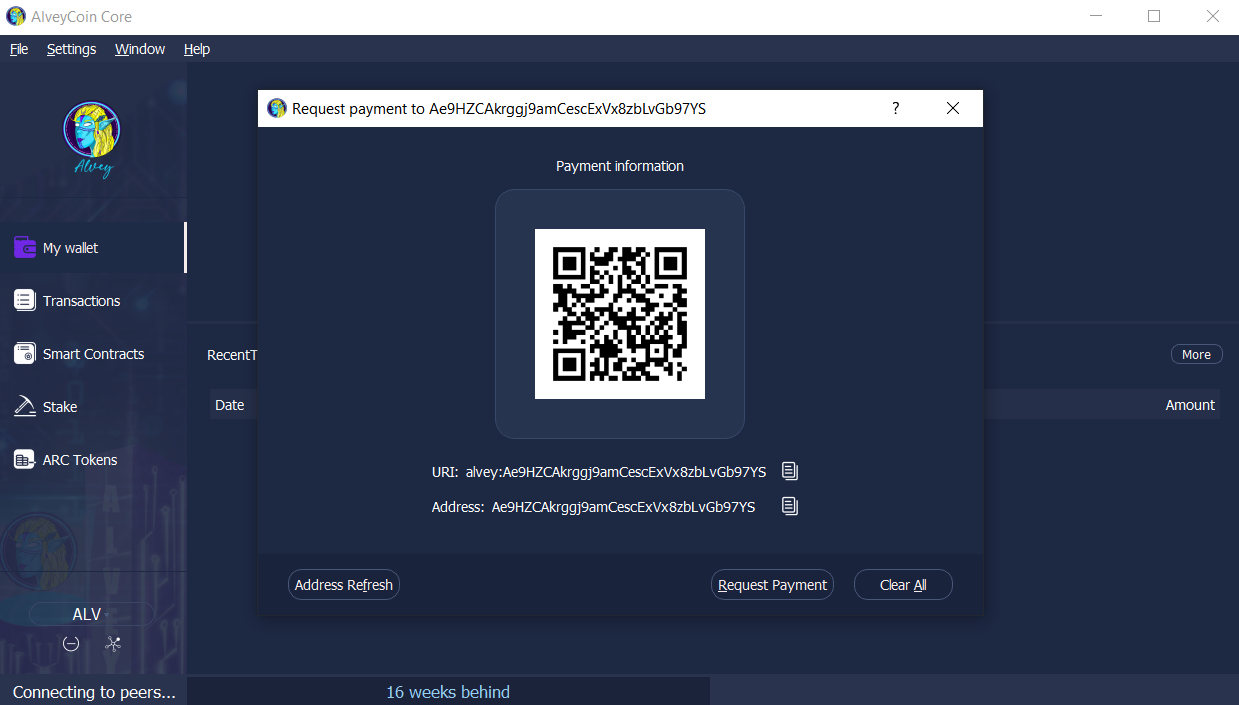 AlveyCoin Core
File Settings Window Help
Request payment to Ae9HZCAkrggj9amCescExVx8zbLvGb97YS
?
Alvey
Payment information
My wallet
Transactions
Smart Contracts
RecentT
More
Stake
Date
Amount
ARC Tokens
URI: alvey:Ae9HZCAkrggj9amCescExVx8zbLvGb97YS
Address: Ae9HZCAkrggj9amCescExVx8zbLvGb97YS
Address Refresh
Request Payment
Clear All
ALV
Connecting to peers...
16 weeks behind